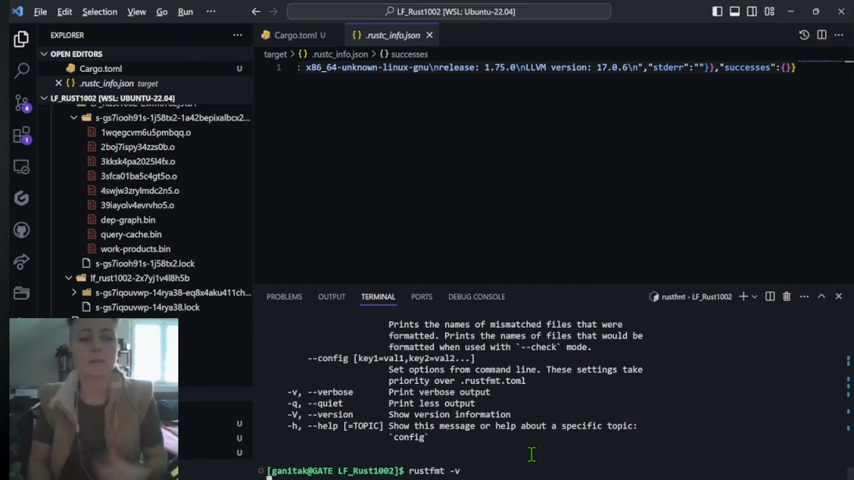 File Edit Selection View Go Run ···
LF_Rust1002 [WSL: Ubuntu-22.04]
EXPLORER
OPEN EDITORS
Cargo.toml U
.rustc_info.json target
LF_RUST1002 [WSL: UBUNTU-22.04]
s-gs7iooh91s-1j58tx2-1a42bepixalbcx2...
1wqegcvm6u5pmbqq.o
2boj7ispy34zzs0b.o
3kksk4pa2025l4fx.o
3sfca01ba5c4gt5o.o
4swjw3zrylmdc2n5.o
39iayolv4evrvho5.o
dep-graph.bin
query-cache.bin
work-products.bin
s-gs7iooh91s-1j58tx2.lock
lf_rust1002-2x7yj1v4l8h5b
s-gs7iqouvwp-14rya38-eq8x4aku411ch...
s-gs7iqouvwp-14rya38.lock
U
U
U
4
1
Cargo.toml U
.rustc_info.json
target > .rustc_info.json > {} successes
1 : x86_64-unknown-linux-gnu\nrelease: 1.75.0\nLLVM version: 17.0.6\n","stderr":""}},"successes":{}}
PROBLEMS OUTPUT TERMINAL PORTS DEBUG CONSOLE
rustfmt - LF_Rust1002
Prints the names of mismatched files that were
formatted. Prints the names of files that would be
formatted when used with `--check` mode.
--config [key1=val1,key2=val2...]
Set options from command line. These settings take
priority over .rustfmt.toml
-v, --verbose Print verbose output
-q, --quiet Print less output
-V, --version Show version information
-h, --help [=TOPIC] Show this message or help about a specific topic:
`config`
[ganitak@GATE LF_Rust1002]$ rustfmt -v